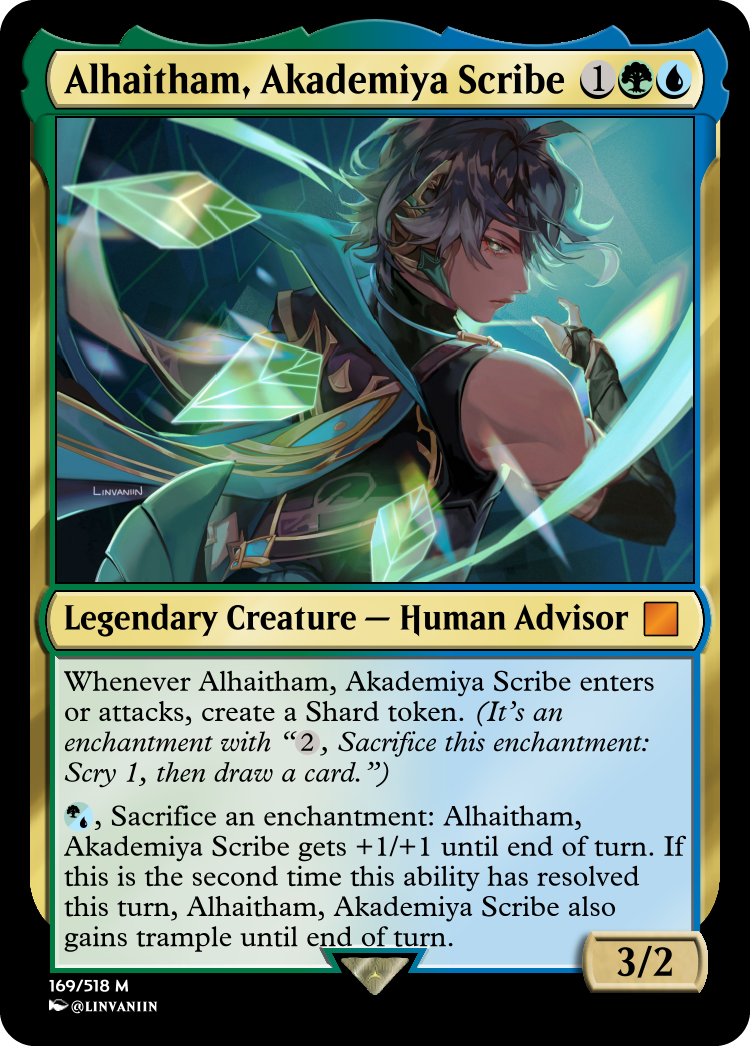 Alhaitham, Akademiya Scribe 1
LINVANIIN
Legendary Creature — Human Advisor
Whenever Alhaitham, Akademiya Scribe enters
or attacks, create a Shard token. (It's an
enchantment with “2, Sacrifice this enchantment:
Scry 1, then draw a card.”)
, Sacrifice an enchantment: Alhaitham,
Akademiya Scribe gets +1/+1 until end of turn. If
this is the second time this ability has resolved
this turn, Alhaitham, Akademiya Scribe also
gains trample until end of turn.
3/2
169/518 M
@LINVANIIN